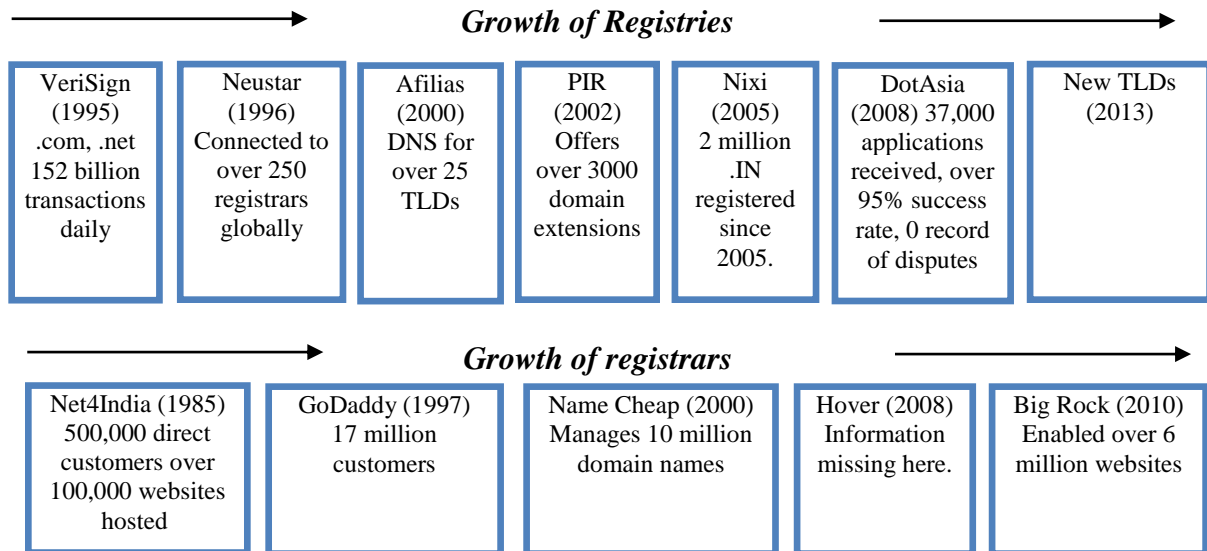 Growth of Registries
VeriSign
(1995)
.com, .net
152 billion
transactions
daily
Neustar
(1996)
Connected to
over 250
registrars
globally
Afilias
(2000)
DNS for
over 25
TLDs
PIR
(2002)
Offers
over 3000
domain
extensions
Nixi
(2005)
2 million
.IN
registered
since
2005.
DotAsia
(2008) 37,000
applications
received, over
95% success
rate, 0 record
of disputes
New TLDs
(2013)
Growth of registrars
Net4India (1985)
500,000 direct
customers over
100,000 websites
hosted
GoDaddy (1997)
17 million
customers
Name Cheap (2000)
Manages 10 million
domain names
Hover (2008)
Information
missing here.
Big Rock (2010)
Enabled over 6
million websites